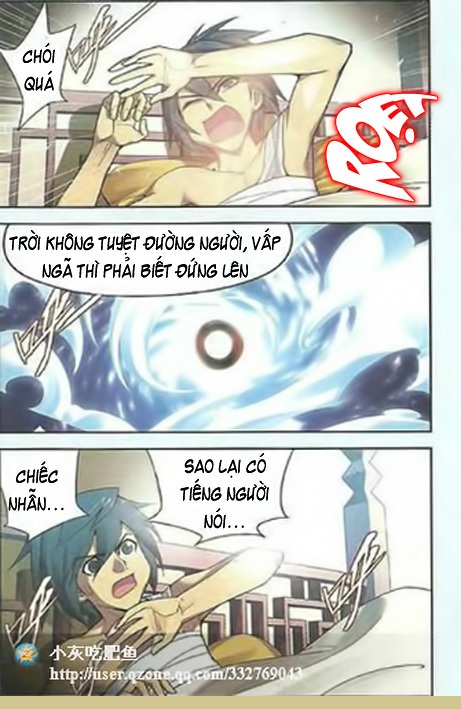 CHÓI
QUÁ
ROẸT
TRỜI KHÔNG TUYỆT ĐƯỜNG NGƯỜI, VẤP
NGÃ THÌ PHẢI BIẾT ĐỨNG LÊN
CHIẾC
NHẪN...
SAO LẠI CÓ
TIẾNG NGƯỜI
NÓI...
小灰吃肥鱼
http://user.qzone.qq.com/332769043